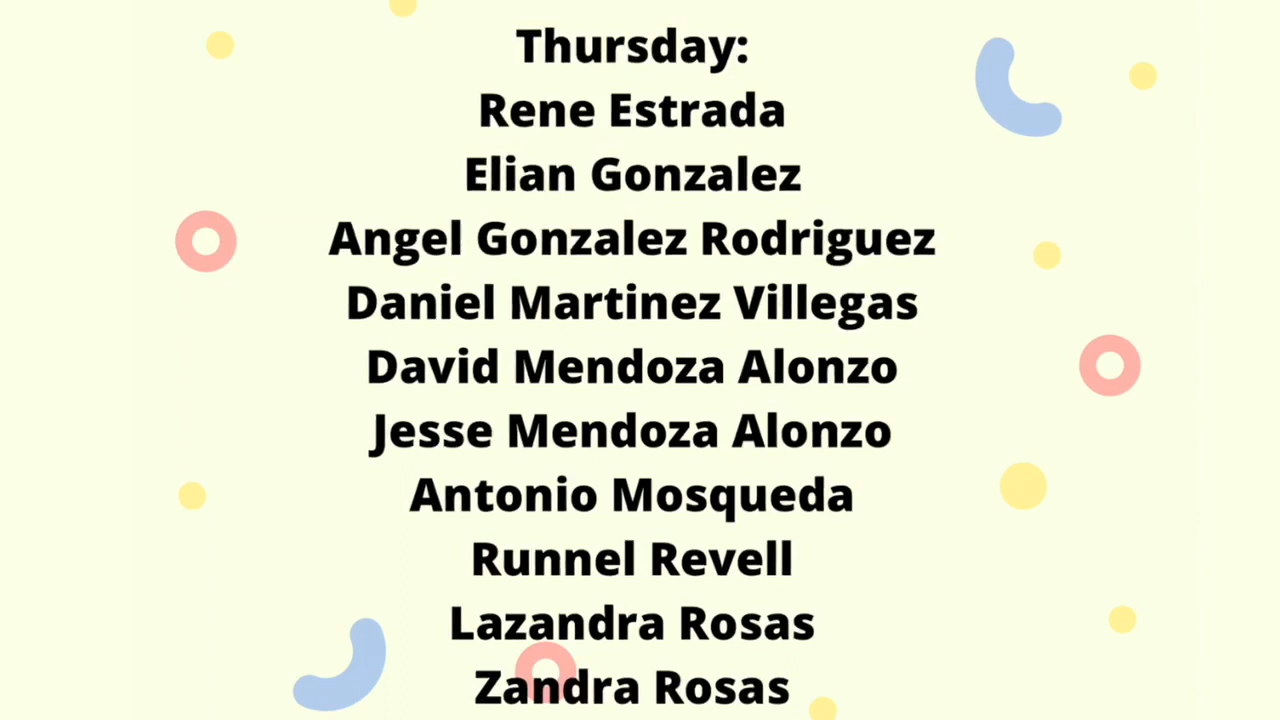 Thursday:
Rene Estrada
Elian Gonzalez
Angel Gonzalez Rodriguez
Daniel Martinez Villegas
David Mendoza Alonzo
Jesse Mendoza Alonzo
Antonio Mosqueda
Runnel Revell
Lazandra Rosas
Zandra Rosas